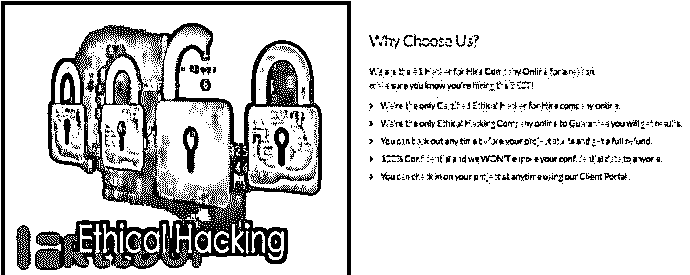 Why Choose Us?
We are the #1 Hacker for Hire Company Online for a reason,
make sure you know you're hiring the BEST!
We're the only Certified Ethical Hacker for Hire company online.
We're the only Ethical Hacking Company online to Guarantee you will get results.
You can back out any time before your project starts and get a full refund.
100% Confidential and we WON'T expose your confidential data to anyone.
You can check in on your project at anytime using our Client Portal.
Ethical Hacking